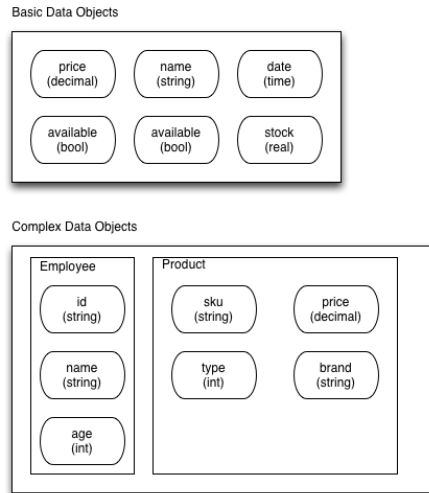 Basic Data Objects
price
(decimal)
name
(string)
date
(time)
available
(bool)
available
(bool)
stock
(real)
Complex Data Objects
Employee
id
(string)
name
(string)
age
(int)
Product
sku
(string)
price
(decimal)
type
(int)
brand
(string)